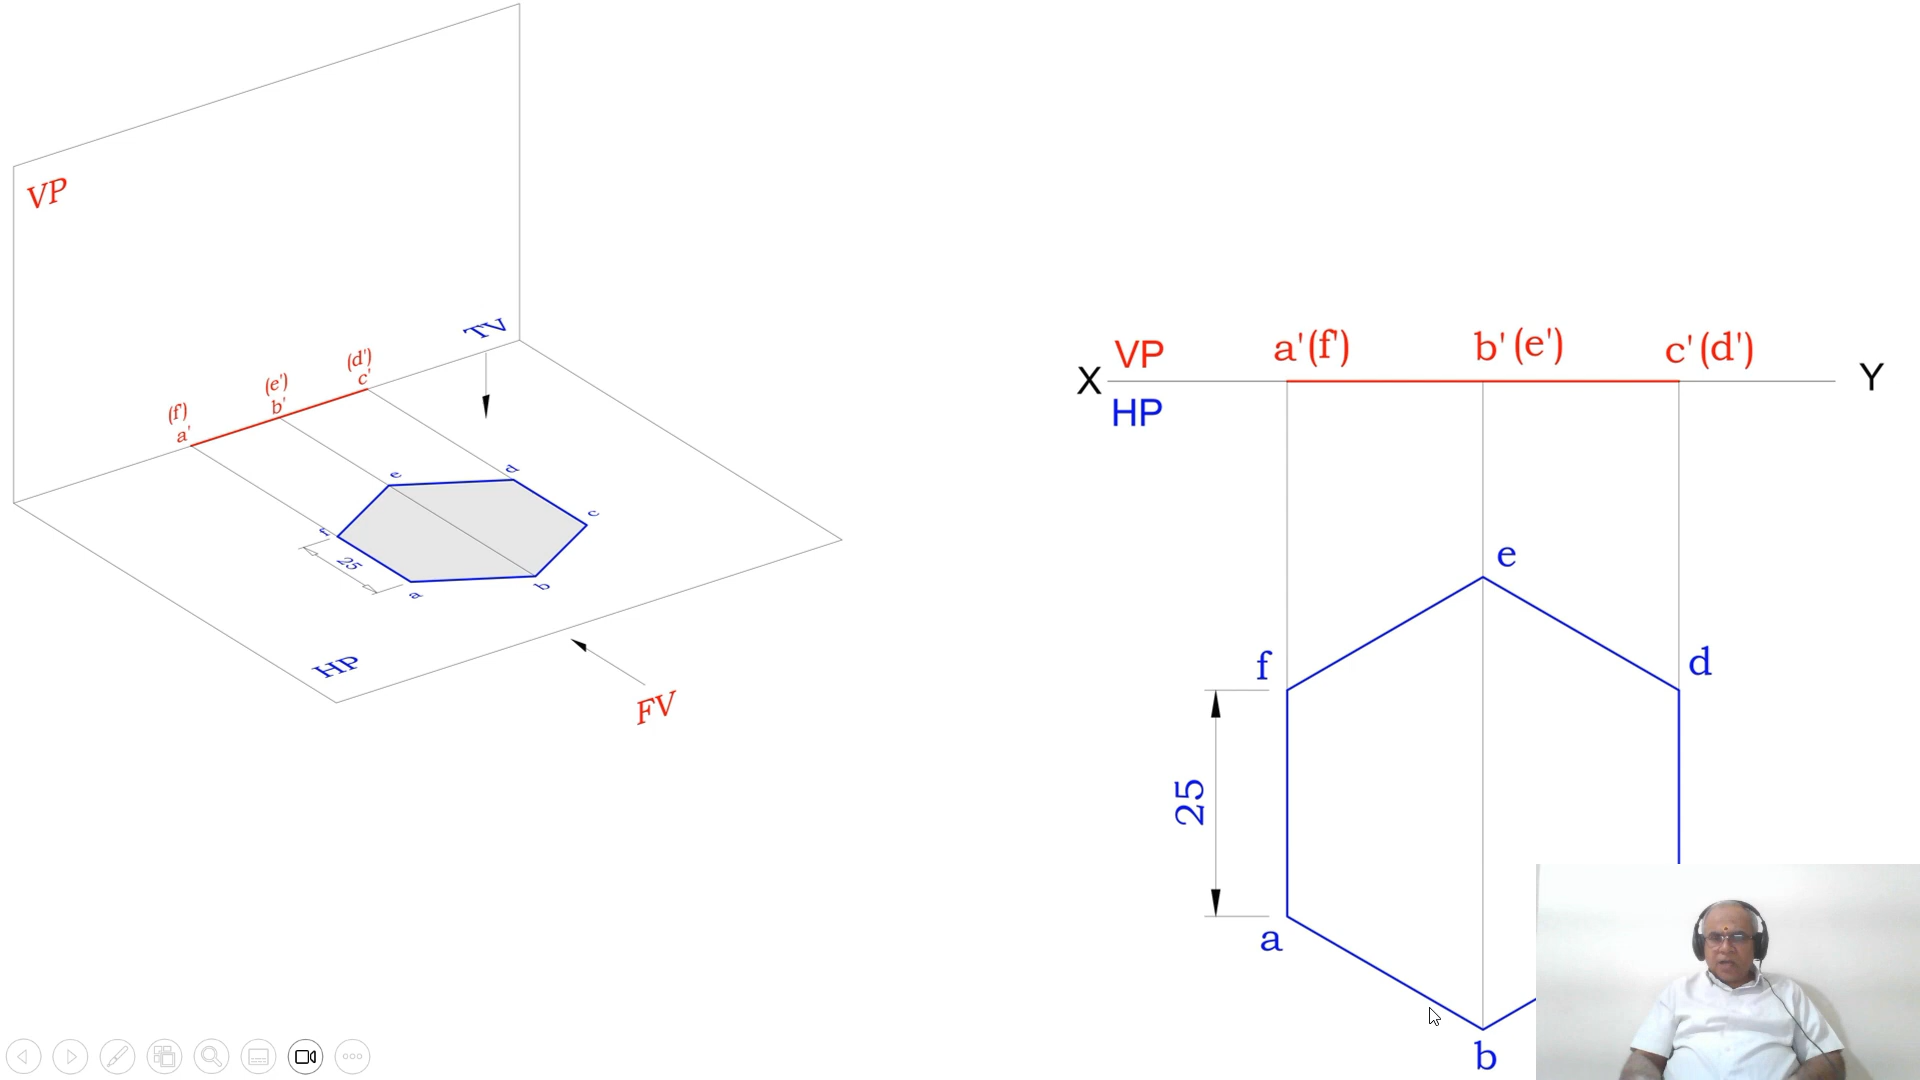 VP
TV
(d')
c'
(e')
b'
(f')
a'
e
d
c
f
25
a
b
HP
FV
VP
a'(f')
b'(e')
c'(d')
X
Y
HP
e
f
d
25
a
b